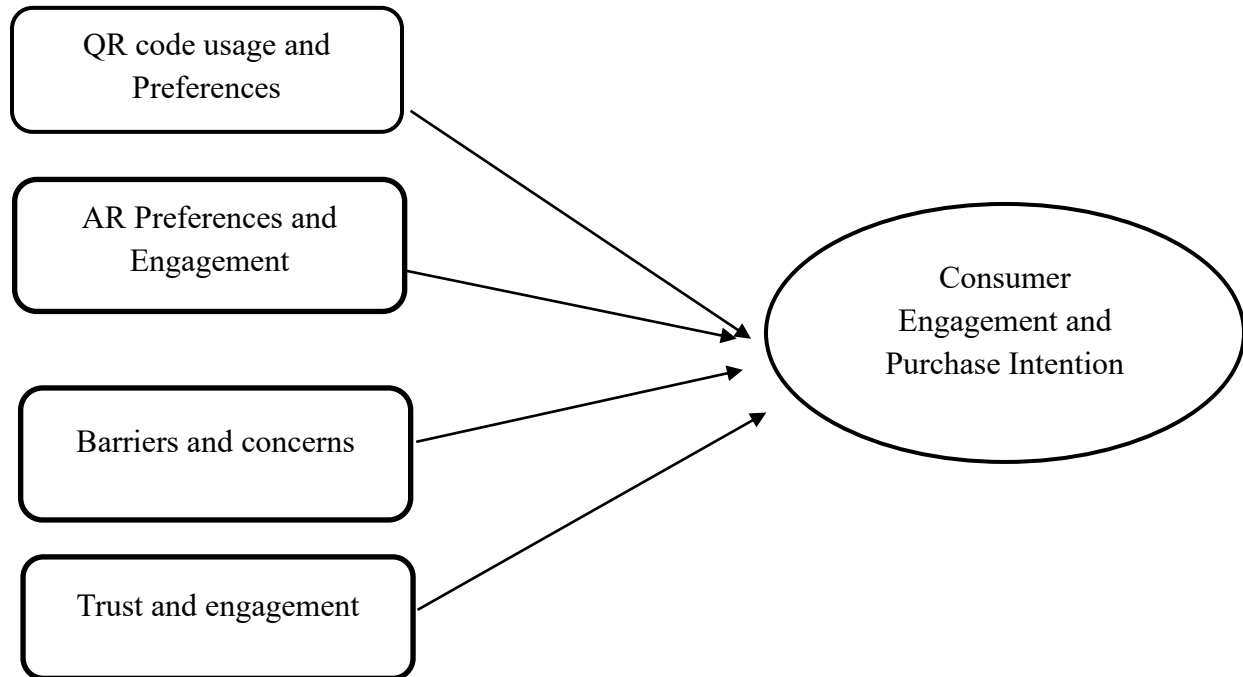 QR code usage and
Preferences
AR Preferences and
Engagement
Barriers and concerns
Trust and engagement
Consumer
Engagement and
Purchase Intention